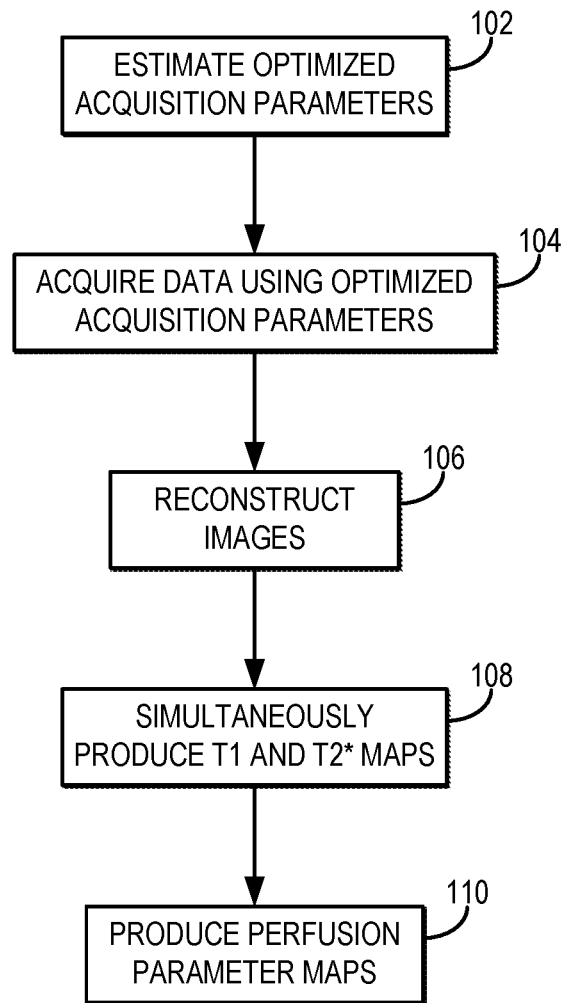 102
ESTIMATE OPTIMIZED
ACQUISITION PARAMETERS
104
ACQUIRE DATA USING OPTIMIZED
ACQUISITION PARAMETERS
106
RECONSTRUCT
IMAGES
108
SIMULTANEOUSLY
PRODUCE T1 AND T2* MAPS
110
PRODUCE PERFUSION
PARAMETER MAPS